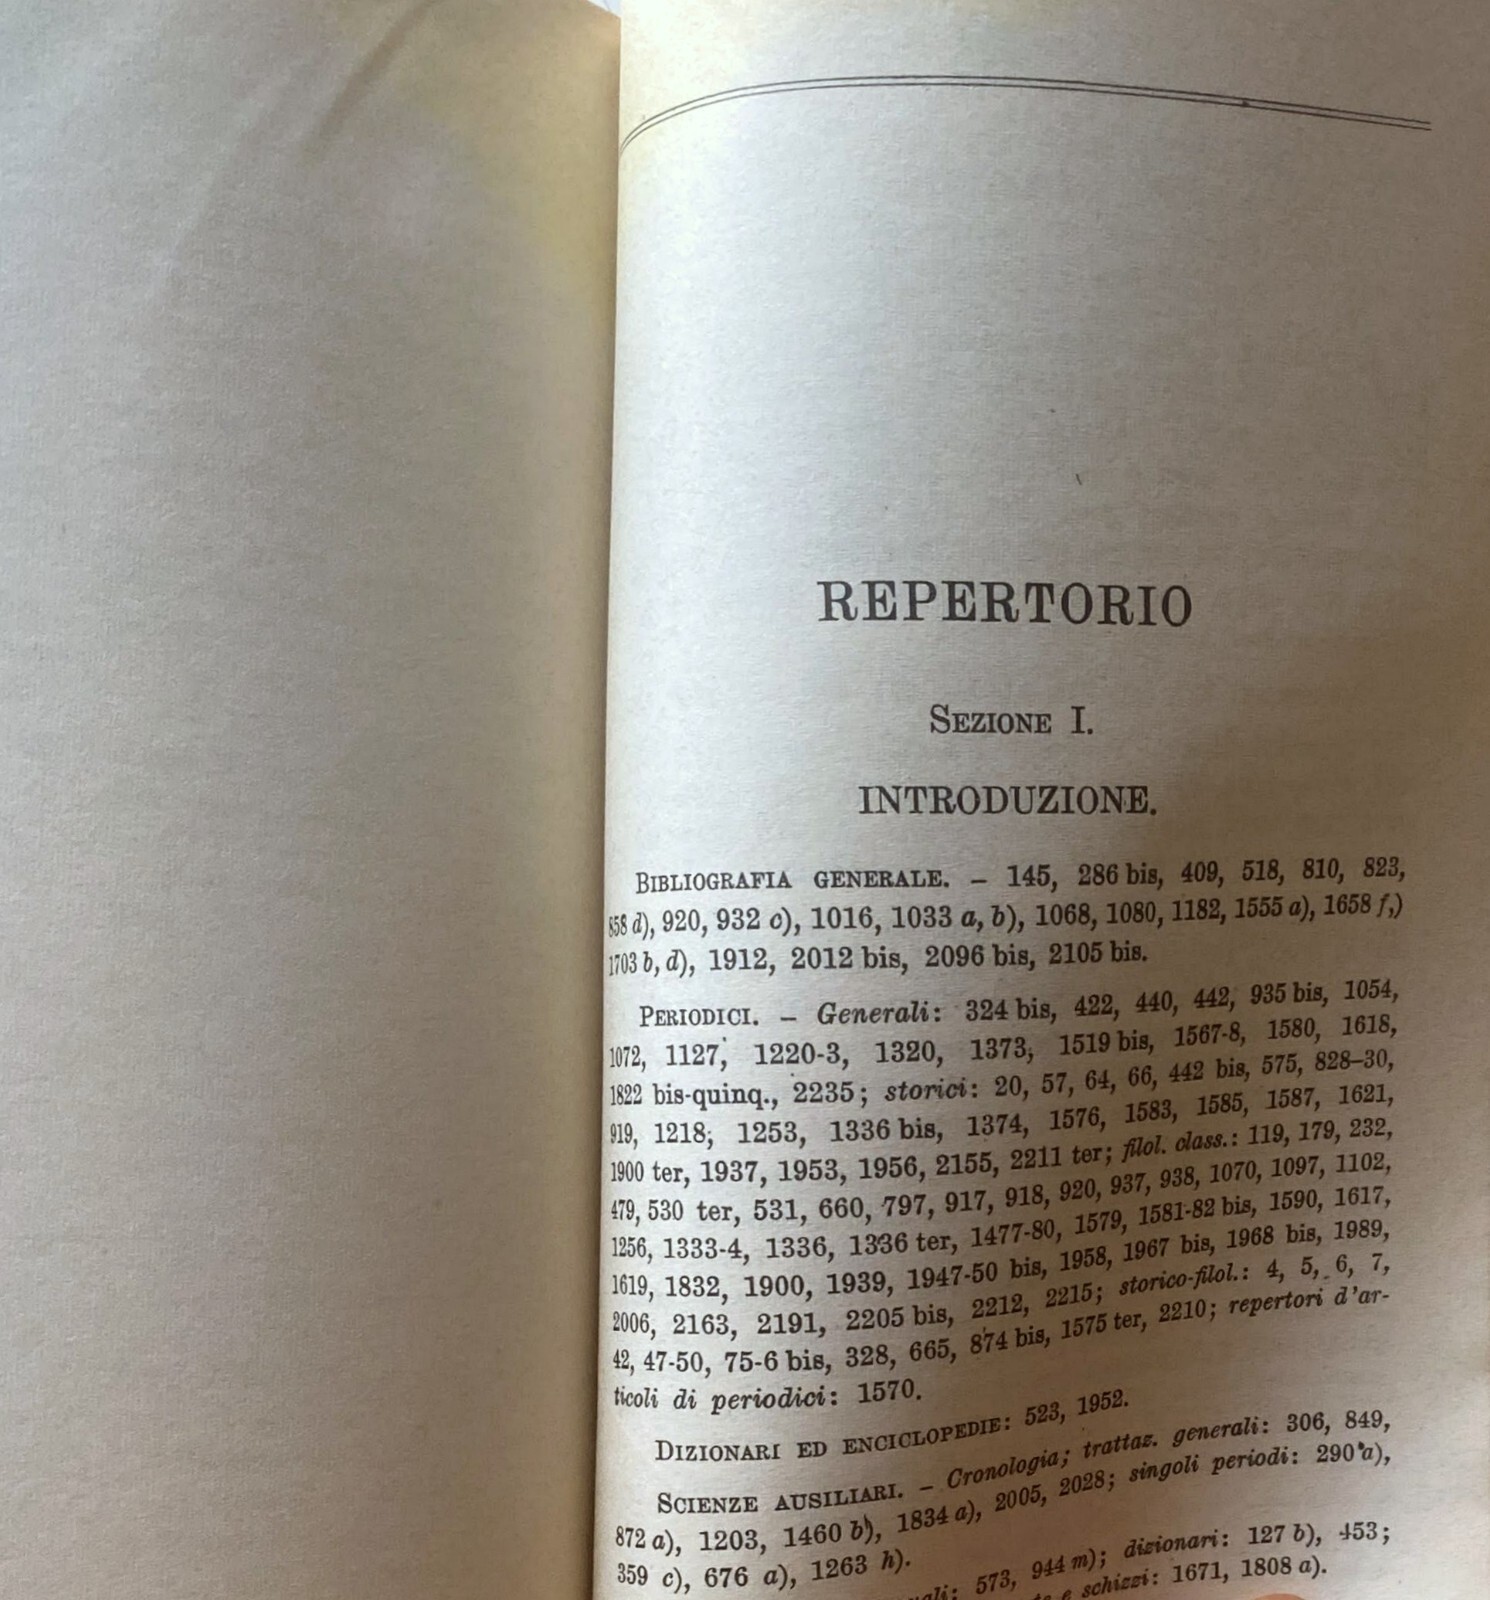 REPERTORIO
SEZIONE I.
INTRODUZIONE.
BIBLIOGRAFIA GENERALE. – 145, 286 bis, 409, 518, 810, 823,
858 d), 920, 932 c), 1016, 1033 a, b), 1068, 1080, 1182, 1555 a), 1658 f,)
1703 b, d), 1912, 2012 bis, 2096 bis, 2105 bis.
PERIODICI. – Generali: 324 bis, 422, 440, 442, 935 bis, 1054,
1072, 1127, 1220-3, 1320, 1373, 1519 bis, 1567-8, 1580, 1618,
1822 bis-quinq., 2235; storici: 20, 57, 64, 66, 442 bis, 575, 828–30,
919, 1218; 1253, 1336 bis, 1374, 1576, 1583, 1585, 1587, 1621,
1900 ter, 1937, 1953, 1956, 2155, 2211 ter; filol. class.: 119, 179, 232,
479, 530 ter, 531, 660, 797, 917, 918, 920, 937, 938, 1070, 1097, 1102,
1256, 1333-4, 1336, 1336 ter, 1477-80, 1579, 1581-82 bis, 1590, 1617,
1619, 1832, 1900, 1939, 1947-50 bis, 1958, 1967 bis, 1968 bis, 1989,
2006, 2163, 2191, 2205 bis, 2212, 2215; storico-filol.: 4, 5, 6, 7,
42, 47-50, 75-6 bis, 328, 665, 874 bis, 1575 ter, 2210; repertori d'ar-
ticoli di periodici: 1570.
DIZIONARI ED ENCICLOPEDIE: 523, 1952.
SCIENZE AUSILIARI. – Cronologia; trattaz. generali: 306, 849,
872 a), 1203, 1460 b), 1834 a), 2005, 2028; singoli periodi: 290 a),
359 c), 676 a), 1263 h).
573, 944 m); dizionari: 127 b), 453;
e schizzi: 1671, 1808 a).